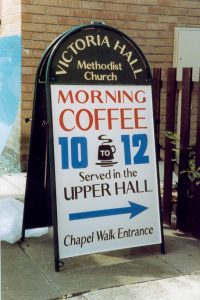 VICTORIA HALL
Methodist
Church
MORNING
COFFEE
10 TO 12
Served in the
UPPER HALL
Chapel Walk Entrance